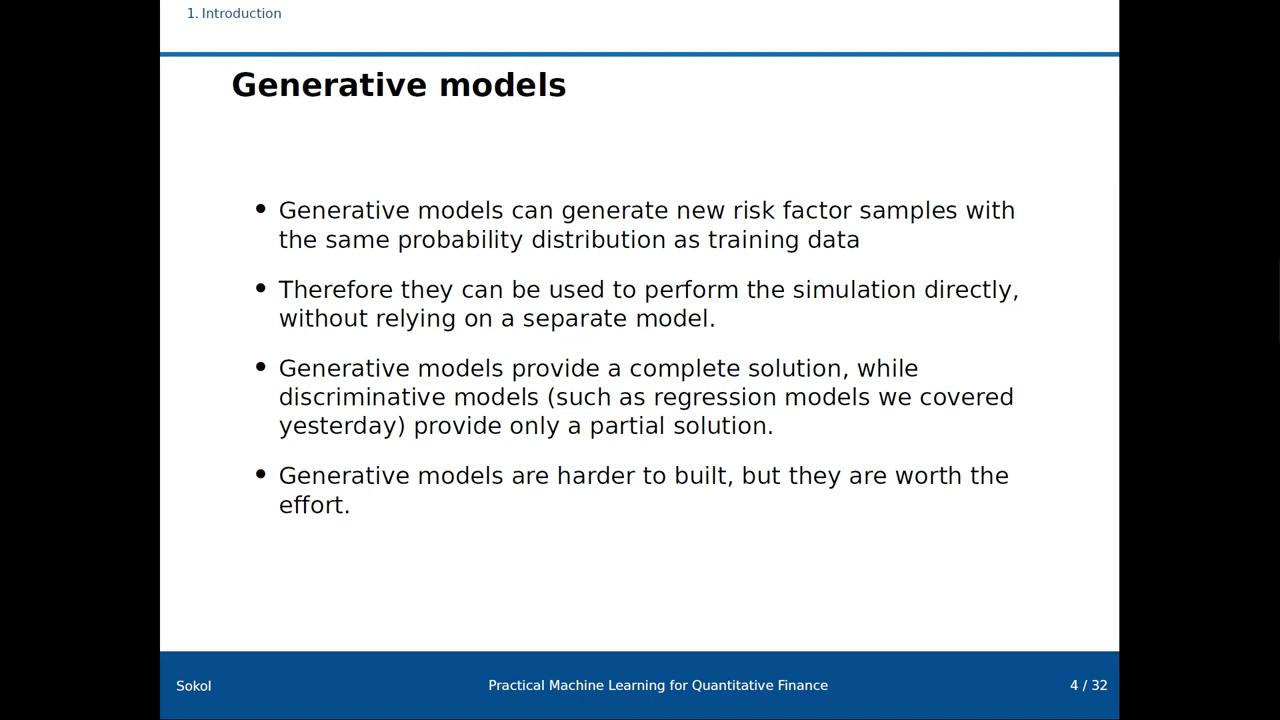 1. Introduction
Generative models
• Generative models can generate new risk factor samples with
the same probability distribution as training data
• Therefore they can be used to perform the simulation directly,
without relying on a separate model.
• Generative models provide a complete solution, while
discriminative models (such as regression models we covered
yesterday) provide only a partial solution.
• Generative models are harder to built, but they are worth the
effort.
Sokol
Practical Machine Learning for Quantitative Finance
4 / 32